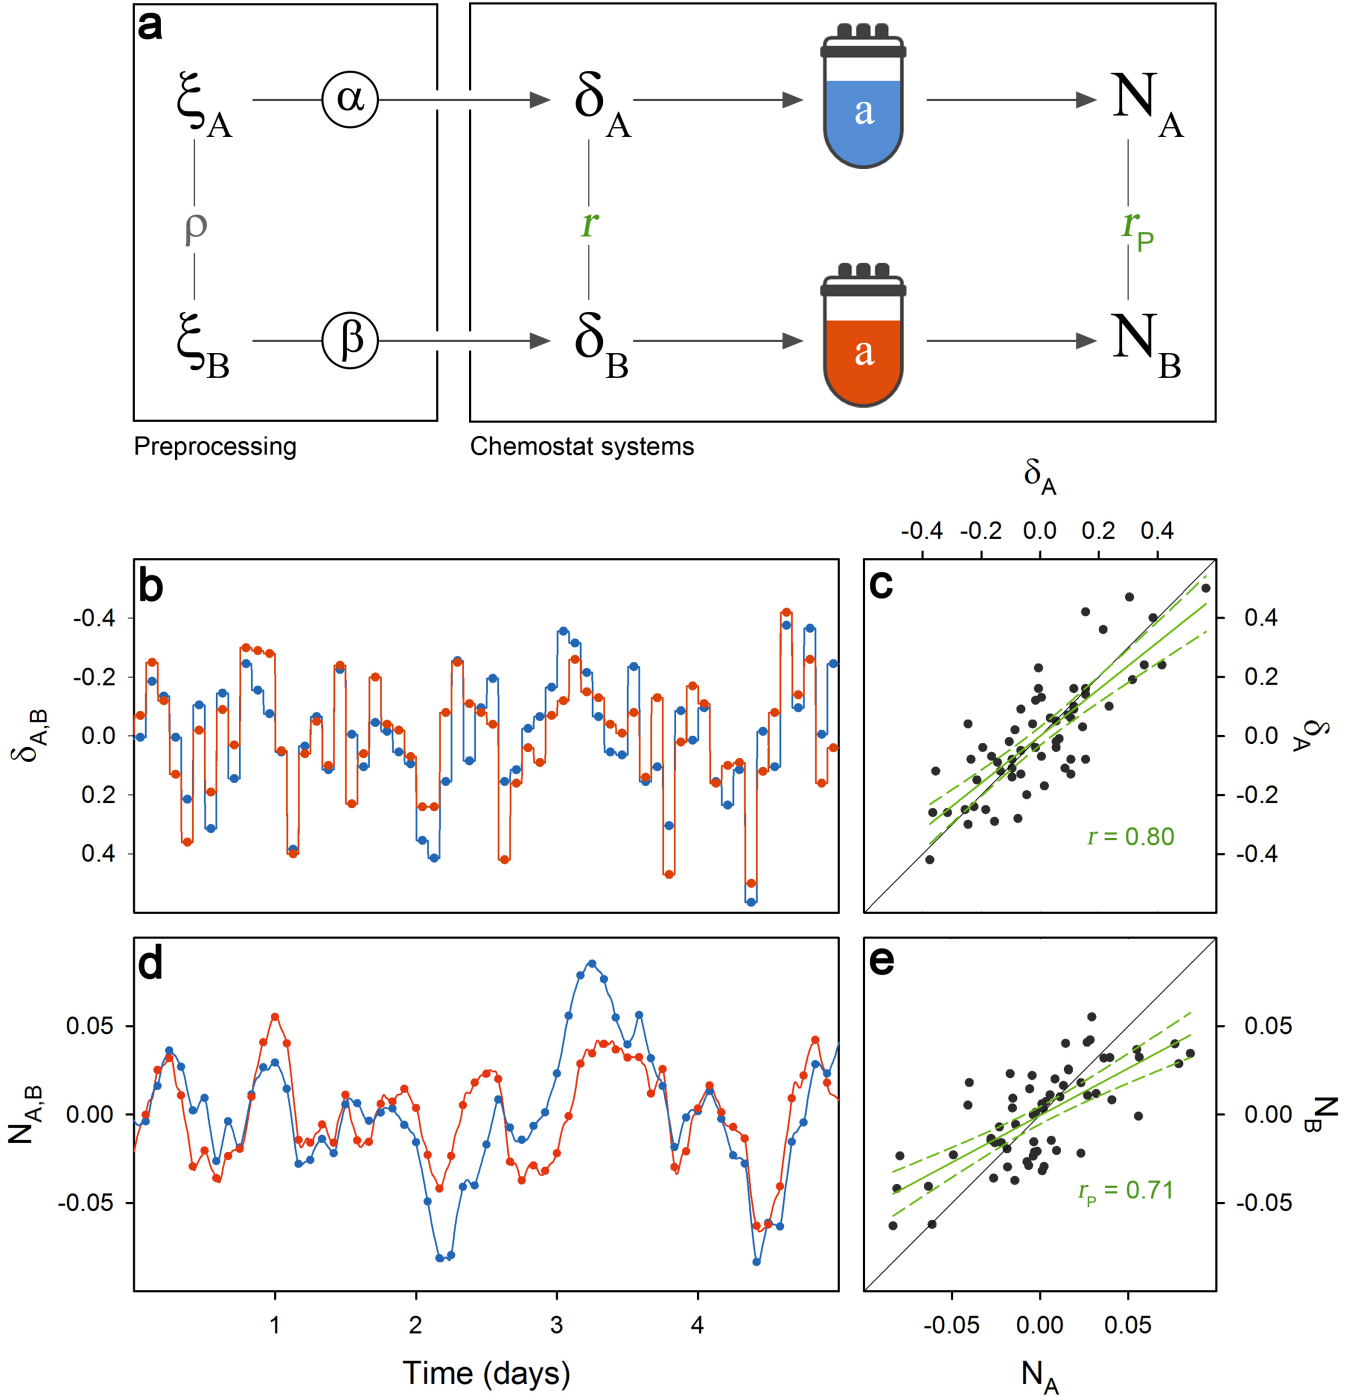 a
ξA α δA a NA
ρ r rP
ξB β δB a NB
Preprocessing
Chemostat systems
δA
-0.4 -0.2 0.0 0.2 0.4
b
-0.4
-0.2
0.0
0.2
0.4
δA,B
c
0.4
0.2
0.0
-0.2
-0.4
δA
r = 0.80
d
0.05
0.00
-0.05
NA,B
1 2 3 4
Time (days)
e
0.05
0.00
-0.05
NB
rP = 0.71
-0.05 0.00 0.05
NA